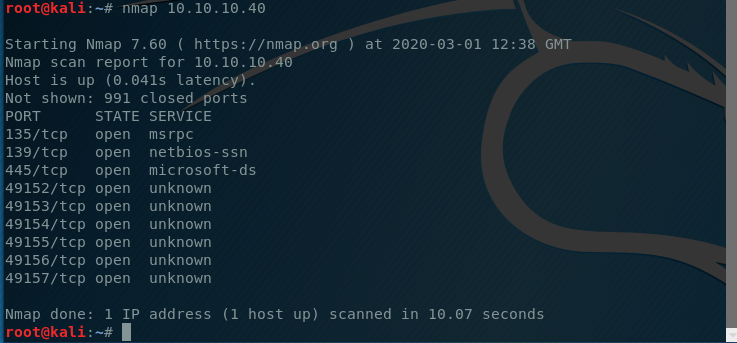 root@kali:~# nmap 10.10.10.40
Starting Nmap 7.60 ( https://nmap.org ) at 2020-03-01 12:38 GMT
Nmap scan report for 10.10.10.40
Host is up (0.041s latency).
Not shown: 991 closed ports
PORT      STATE SERVICE
135/tcp   open  msrpc
139/tcp   open  netbios-ssn
445/tcp   open  microsoft-ds
49152/tcp open  unknown
49153/tcp open  unknown
49154/tcp open  unknown
49155/tcp open  unknown
49156/tcp open  unknown
49157/tcp open  unknown
Nmap done: 1 IP address (1 host up) scanned in 10.07 seconds
root@kali:~#